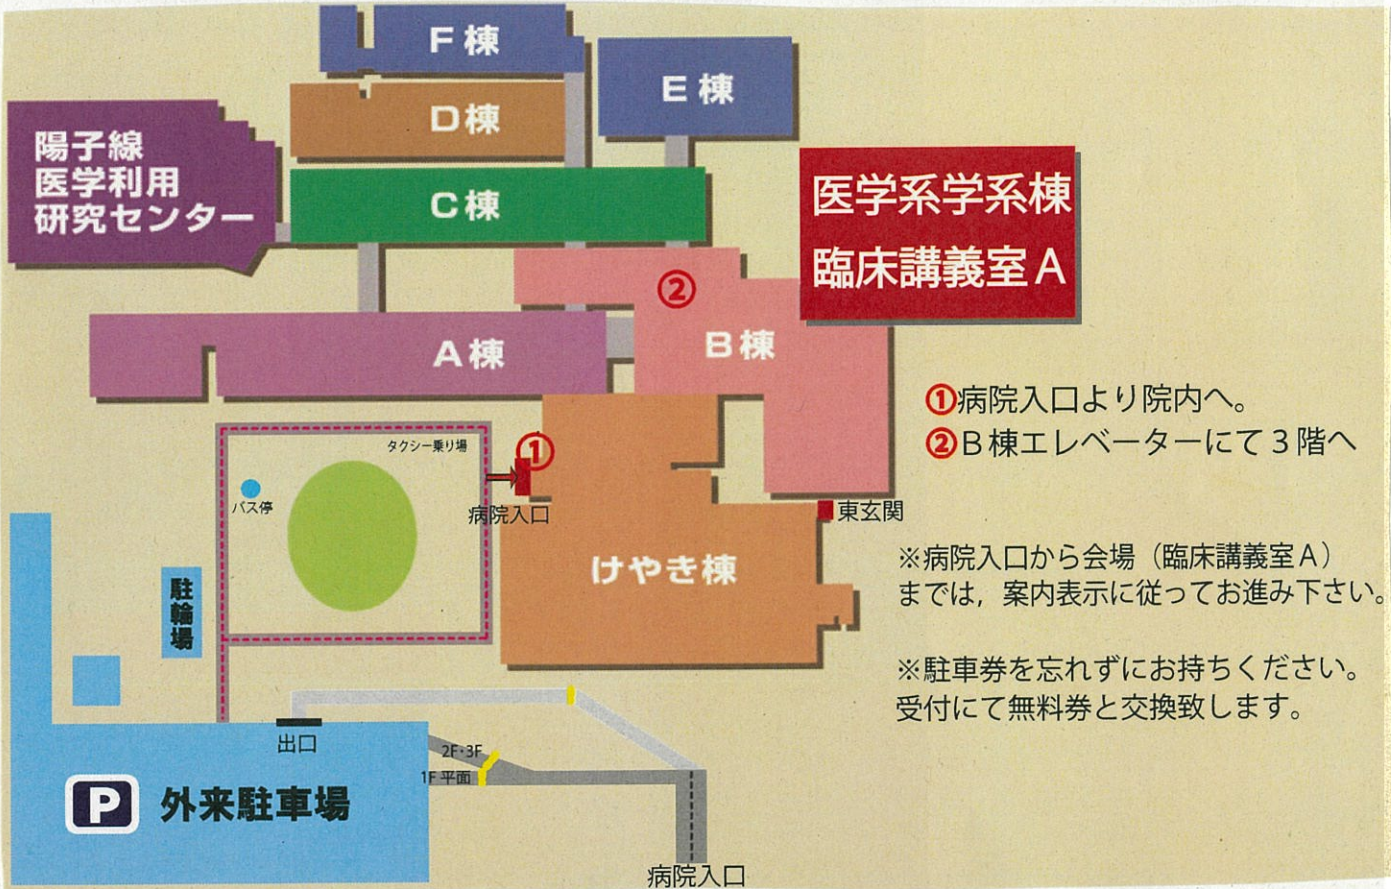 F棟
E棟
D棟
陽子線
医学利用
研究センター
C棟
医学系学系棟
臨床講義室A
②
B棟
A棟
①病院入口より院内へ。
②B棟エレベーターにて3階へ
タクシー乗り場
①
バス停
病院入口
東玄関
けやき棟
※病院入口から会場（臨床講義室A）
までは，案内表示に従ってお進み下さい。
駐輪場
※駐車券を忘れずにお持ちください。
受付にて無料券と交換致します。
出口
2F・3F
1F 平面
P 外来駐車場
病院入口